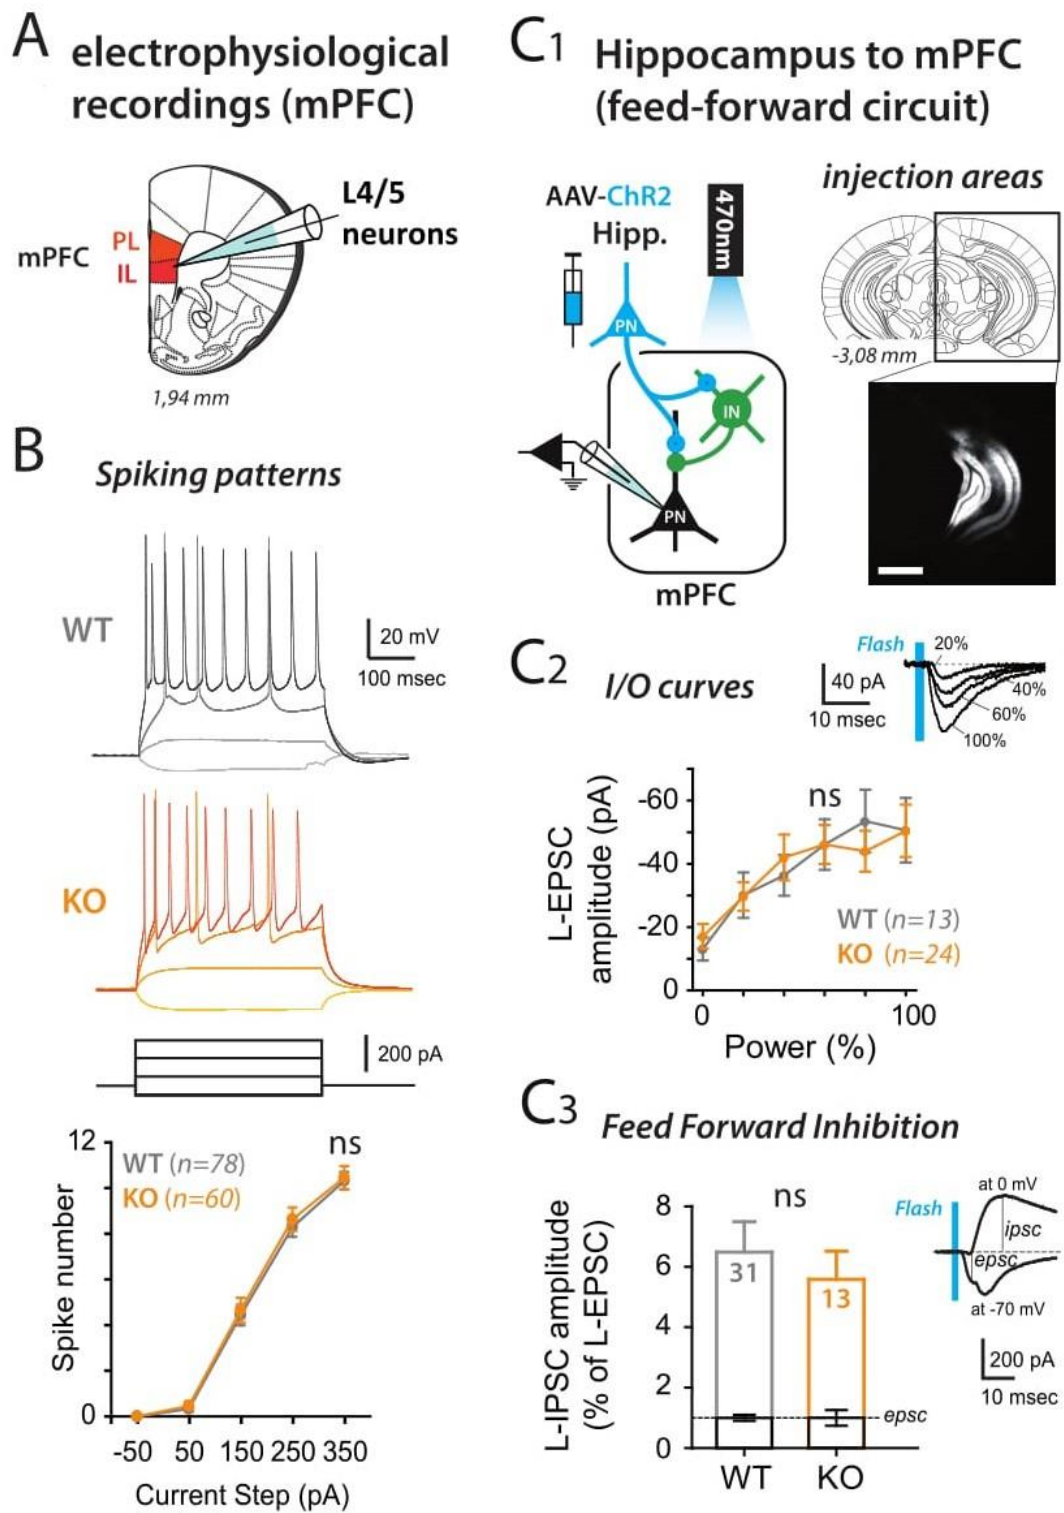 A electrophysiological
recordings (mPFC)
L4/5
neurons
mPFC
PL
IL
1,94 mm
B Spiking patterns
WT
20 mV
100 msec
KO
200 pA
12
ns
WT (n=78)
KO (n=60)
Spike number
0
-50 50 150 250 350
Current Step (pA)
C1 Hippocampus to mPFC
(feed-forward circuit)
AAV-ChR2
Hipp.
470nm
injection areas
PN
IN
PN
mPFC
-3,08 mm
C2 I/O curves
Flash
20%
40%
60%
100%
40 pA
10 msec
ns
-60
-40
-20
0
L-EPSC
amplitude (pA)
WT (n=13)
KO (n=24)
0 100
Power (%)
C3 Feed Forward Inhibition
8
6
4
2
0
L-IPSC amplitude
(% of L-EPSC)
ns
31
13
epsc
WT KO
Flash
at 0 mV
ipsc
epsc
at -70 mV
200 pA
10 msec